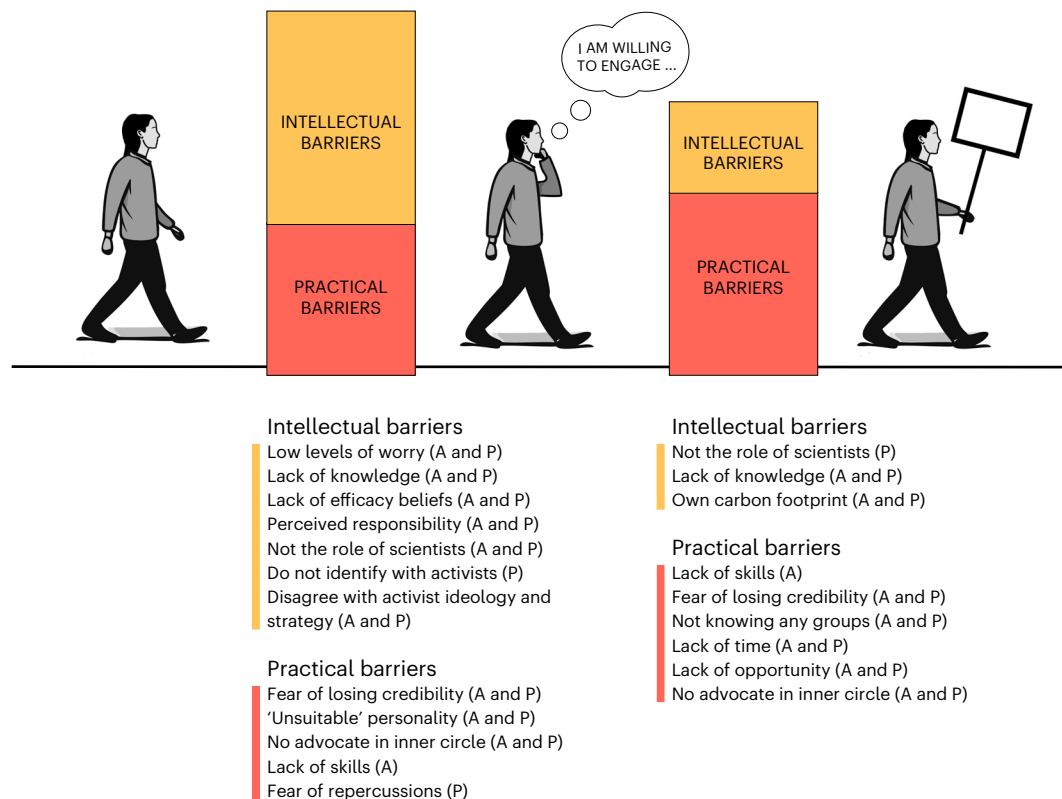 I AM WILLING
TO ENGAGE ...
INTELLECTUAL
BARRIERS
PRACTICAL
BARRIERS
INTELLECTUAL
BARRIERS
PRACTICAL
BARRIERS
Intellectual barriers
Low levels of worry (A and P)
Lack of knowledge (A and P)
Lack of efficacy beliefs (A and P)
Perceived responsibility (A and P)
Not the role of scientists (A and P)
Do not identify with activists (P)
Disagree with activist ideology and
strategy (A and P)
Practical barriers
Fear of losing credibility (A and P)
‘Unsuitable’ personality (A and P)
No advocate in inner circle (A and P)
Lack of skills (A)
Fear of repercussions (P)
Intellectual barriers
Not the role of scientists (P)
Lack of knowledge (A and P)
Own carbon footprint (A and P)
Practical barriers
Lack of skills (A)
Fear of losing credibility (A and P)
Not knowing any groups (A and P)
Lack of time (A and P)
Lack of opportunity (A and P)
No advocate in inner circle (A and P)